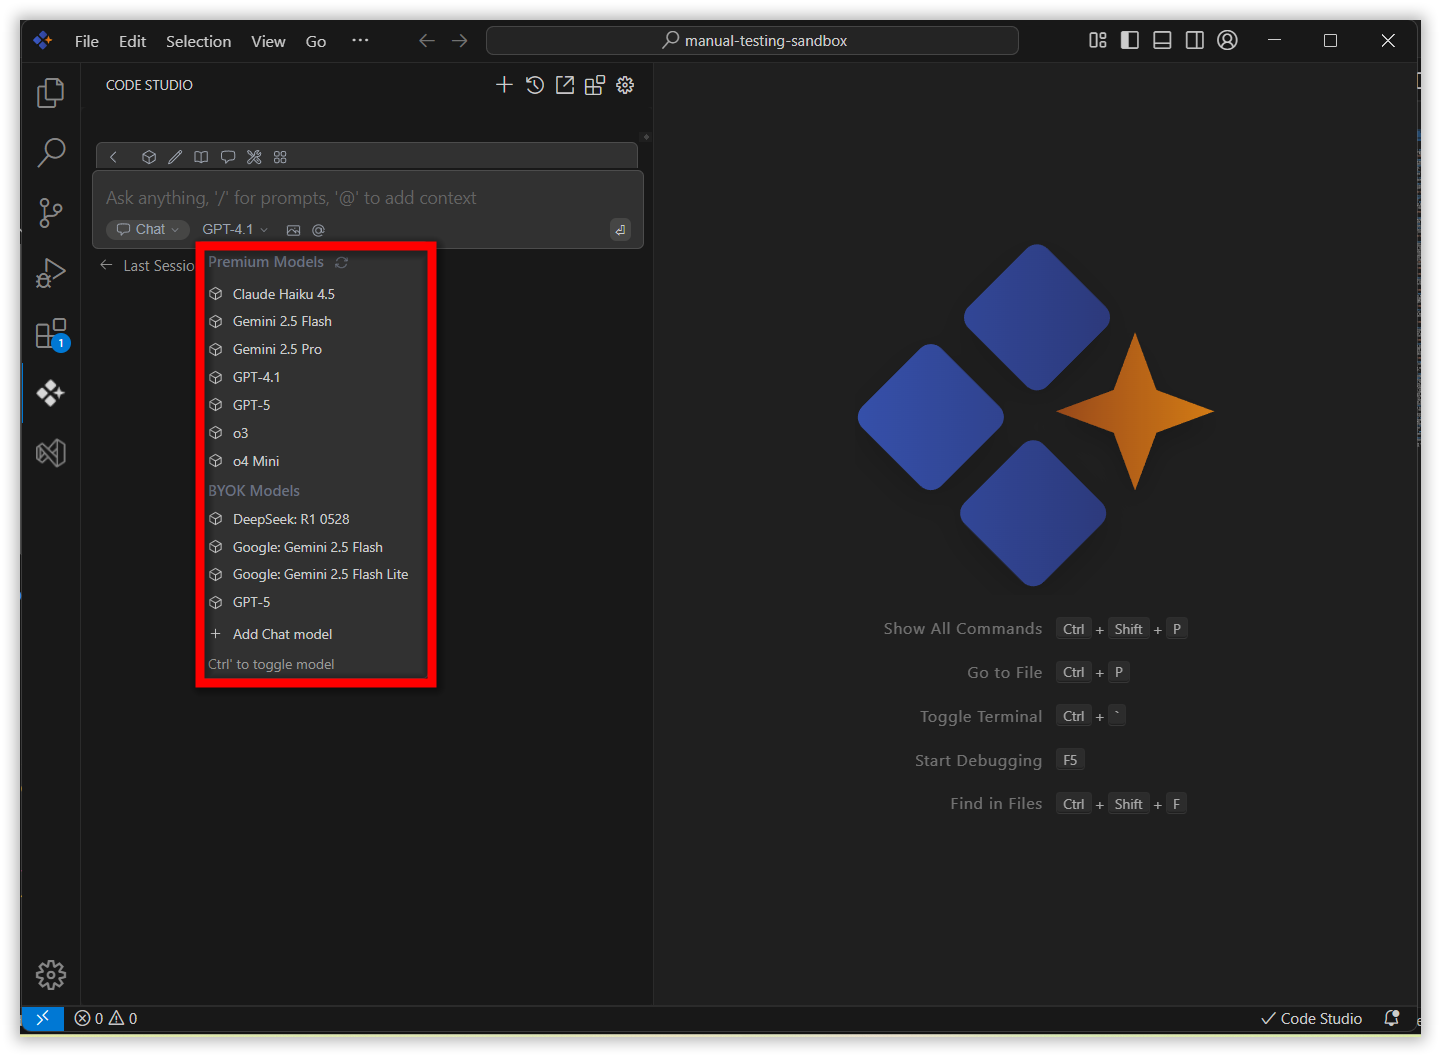 File Edit Selection View Go ··· manual-testing-sandbox
CODE STUDIO
Ask anything, '/' for prompts, '@' to add context
Chat GPT-4.1
Last Sessio
Premium Models
Claude Haiku 4.5
Gemini 2.5 Flash
Gemini 2.5 Pro
GPT-4.1
GPT-5
o3
o4 Mini
BYOK Models
DeepSeek: R1 0528
Google: Gemini 2.5 Flash
Google: Gemini 2.5 Flash Lite
GPT-5
+ Add Chat model
Ctrl' to toggle model
1
Show All Commands Ctrl + Shift + P
Go to File Ctrl + P
Toggle Terminal Ctrl + `
Start Debugging F5
Find in Files Ctrl + Shift + F
0 0 Code Studio